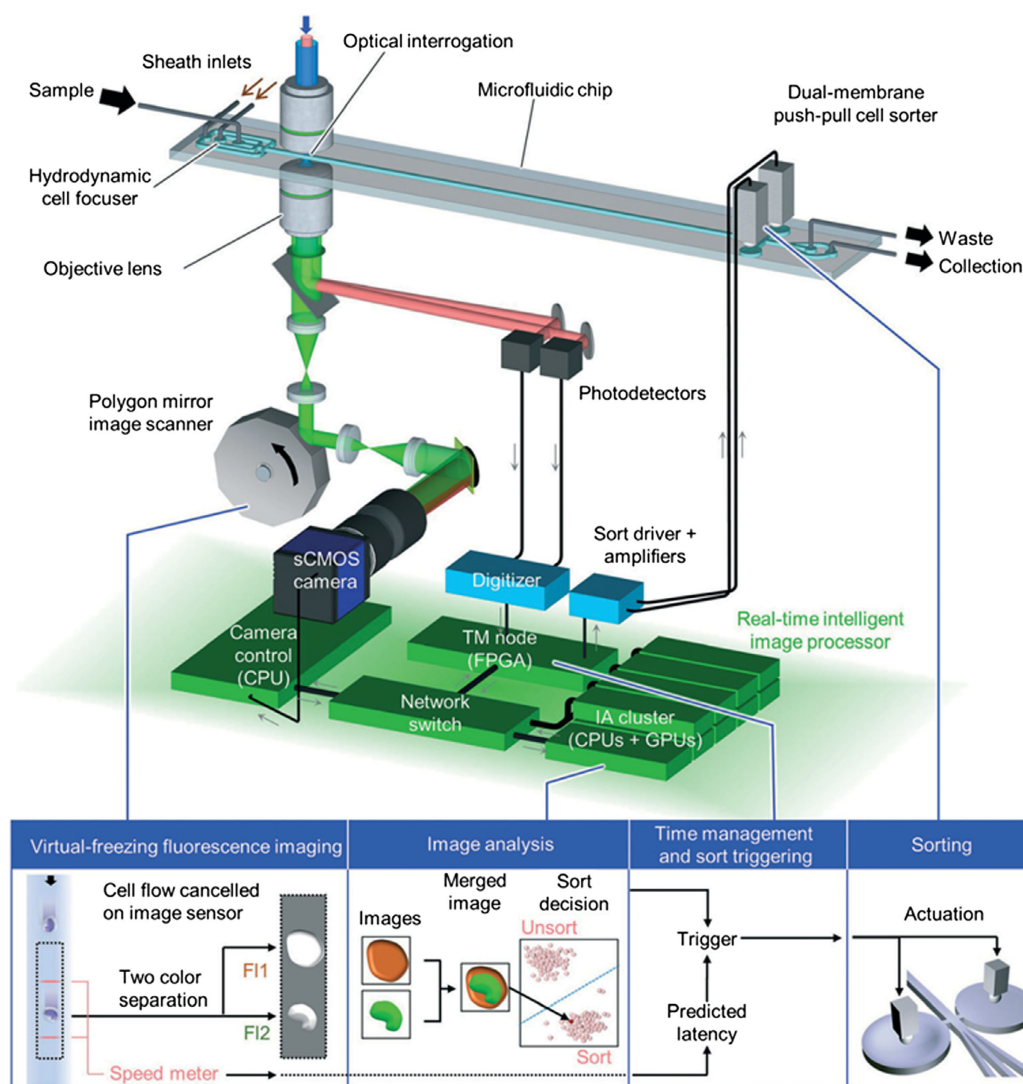 Optical interrogation
Sheath inlets
Sample
Microfluidic chip
Dual-membrane
push-pull cell sorter
Hydrodynamic
cell focuser
Objective lens
Waste
Collection
Photodetectors
Polygon mirror
image scanner
sCMOS
camera
Sort driver +
amplifiers
Digitizer
Real-time intelligent
image processor
Camera
control
(CPU)
TM node
(FPGA)
Network
switch
IA cluster
(CPUs + GPUs)
Virtual-freezing fluorescence imaging
Cell flow cancelled
on image sensor
Two color
separation
Fl1
Fl2
Speed meter
Image analysis
Images
Merged
image
Sort
decision
Unsort
Sort
Time management
and sort triggering
Trigger
Predicted
latency
Sorting
Actuation